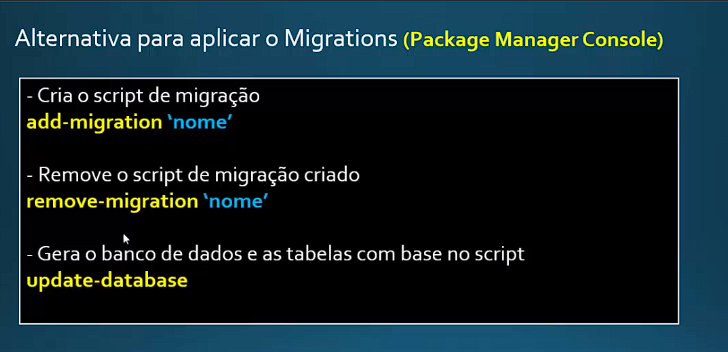 Alternativa para aplicar o Migrations (Package Manager Console)
- Cria o script de migração
add-migration ‘nome’
- Remove o script de migração criado
remove-migration ‘nome’
- Gera o banco de dados e as tabelas com base no script
update-database